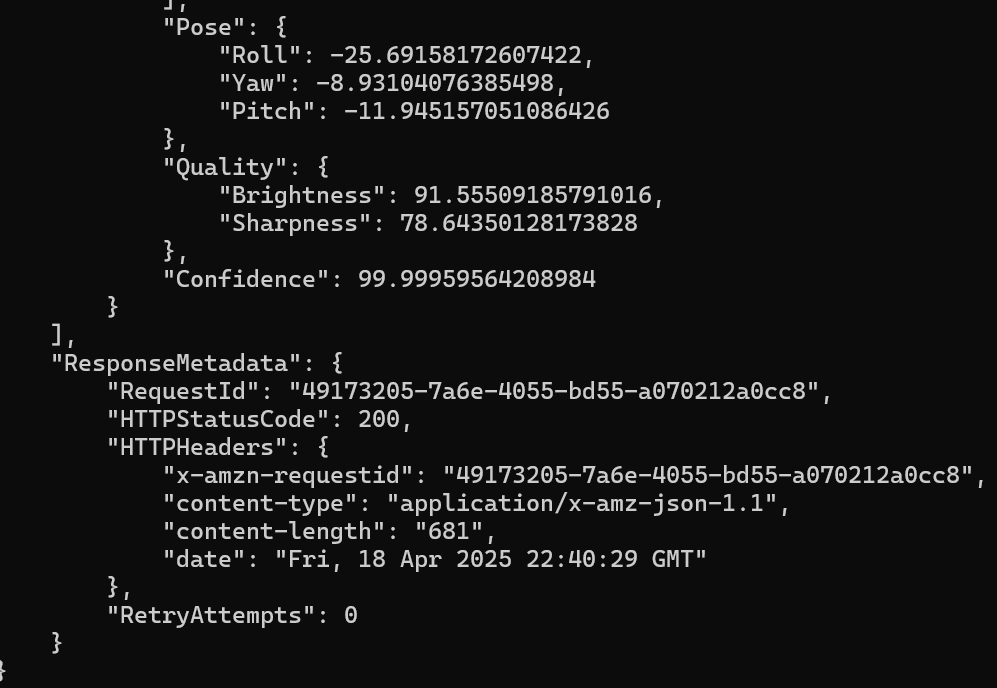 ],
"Pose": {
"Roll": -25.69158172607422,
"Yaw": -8.93104076385498,
"Pitch": -11.945157051086426
},
"Quality": {
"Brightness": 91.55509185791016,
"Sharpness": 78.64350128173828
},
"Confidence": 99.99959564208984
}
],
"ResponseMetadata": {
"RequestId": "49173205-7a6e-4055-bd55-a070212a0cc8",
"HTTPStatusCode": 200,
"HTTPHeaders": {
"x-amzn-requestid": "49173205-7a6e-4055-bd55-a070212a0cc8",
"content-type": "application/x-amz-json-1.1",
"content-length": "681",
"date": "Fri, 18 Apr 2025 22:40:29 GMT"
},
"RetryAttempts": 0
}
}